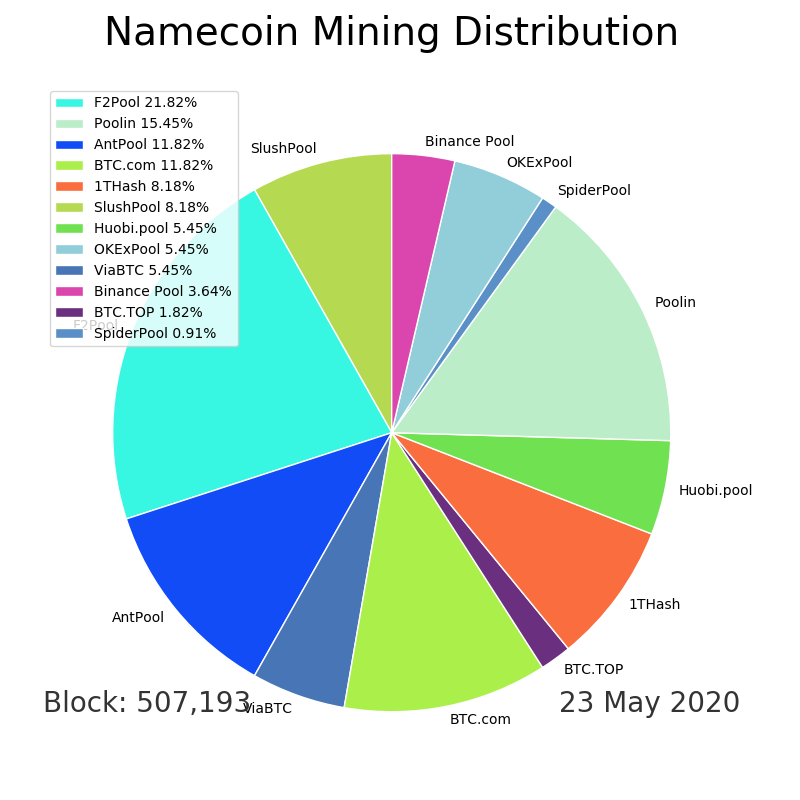 Namecoin Mining Distribution
F2Pool 21.82%
Poolin 15.45%
AntPool 11.82%
BTC.com 11.82%
1THash 8.18%
SlushPool 8.18%
Huobi.pool 5.45%
OKExPool 5.45%
ViaBTC 5.45%
Binance Pool 3.64%
BTC.TOP 1.82%
SpiderPool 0.91%
SlushPool
Binance Pool
OKExPool
SpiderPool
Poolin
F2Pool
Huobi.pool
1THash
AntPool
BTC.TOP
ViaBTC
BTC.com
Block: 507,193
23 May 2020